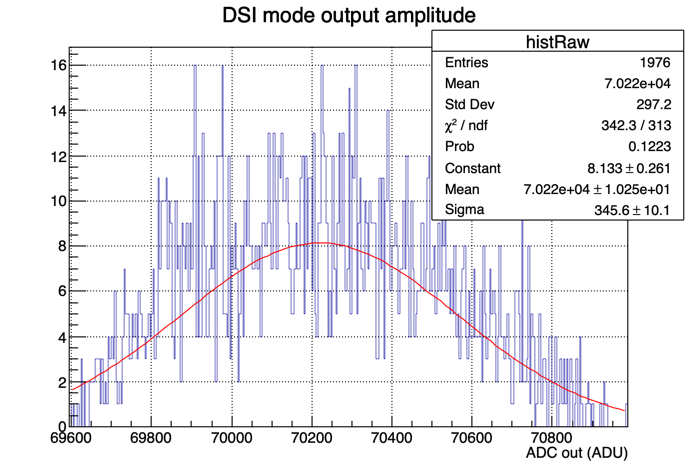 DSI mode output amplitude
histRaw
Entries 1976
Mean 7.022e+04
Std Dev 297.2
χ² / ndf 342.3 / 313
Prob 0.1223
Constant 8.133 ± 0.261
Mean 7.022e+04 ± 1.025e+01
Sigma 345.6 ± 10.1
16
14
12
10
8
6
4
2
0
69600 69800 70000 70200 70400 70600 70800
ADC out (ADU)